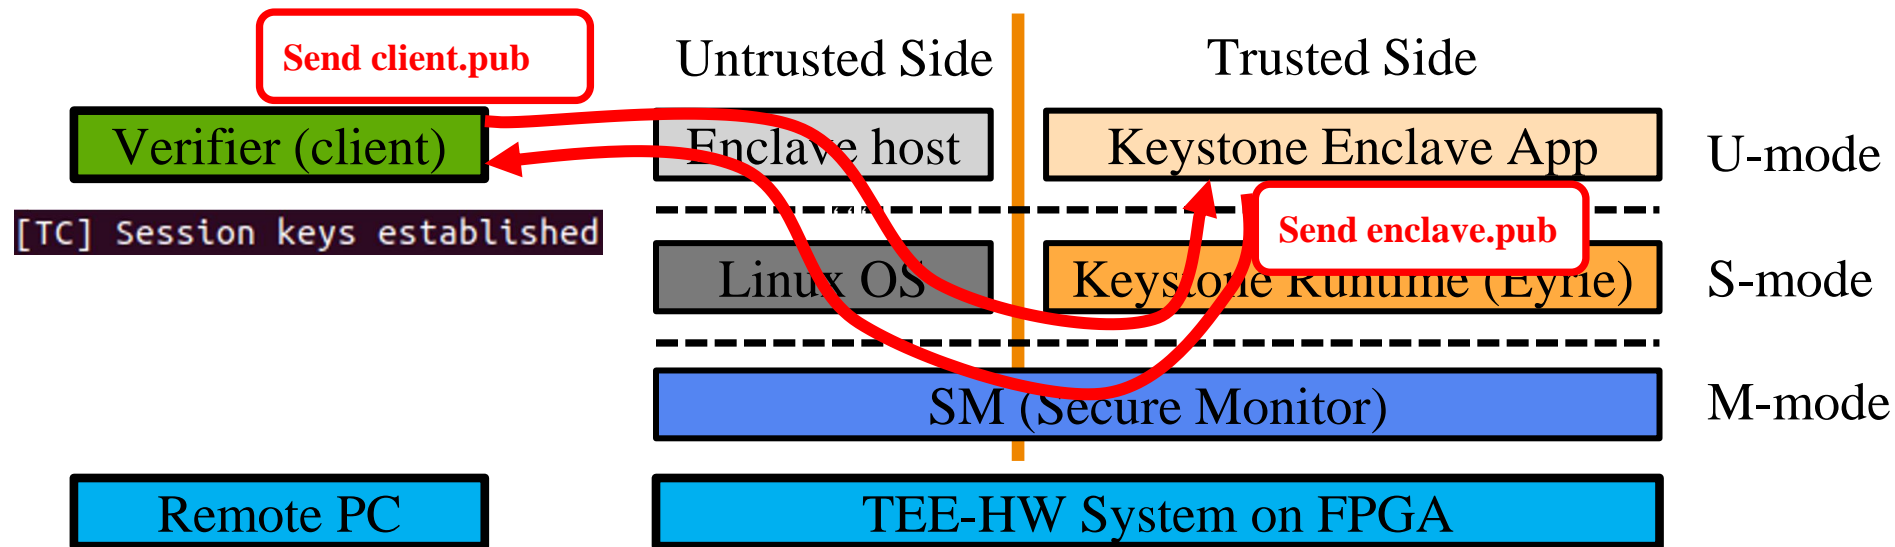 Send client.pub
Untrusted Side
Trusted Side
Verifier (client)
Enclave host
Keystone Enclave App
U-mode
[TC] Session keys established
Send enclave.pub
Linux OS
Keystone Runtime (Eyrie)
S-mode
SM (Secure Monitor)
M-mode
Remote PC
TEE-HW System on FPGA